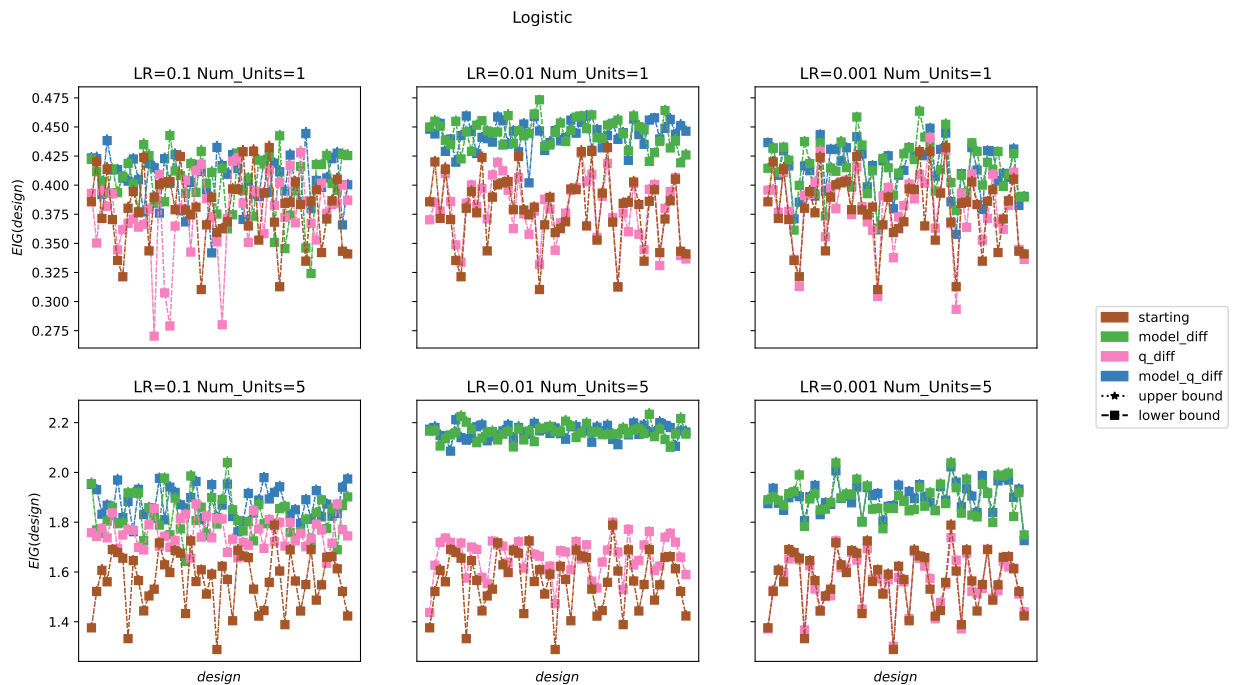 Logistic
LR=0.1 Num_Units=1
LR=0.01 Num_Units=1
LR=0.001 Num_Units=1
0.475
0.450
0.425
0.400
0.375
0.350
0.325
0.300
0.275
EIG(design)
starting
model_diff
q_diff
model_q_diff
upper bound
lower bound
LR=0.1 Num_Units=5
LR=0.01 Num_Units=5
LR=0.001 Num_Units=5
2.2
2.0
1.8
1.6
1.4
EIG(design)
design
design
design